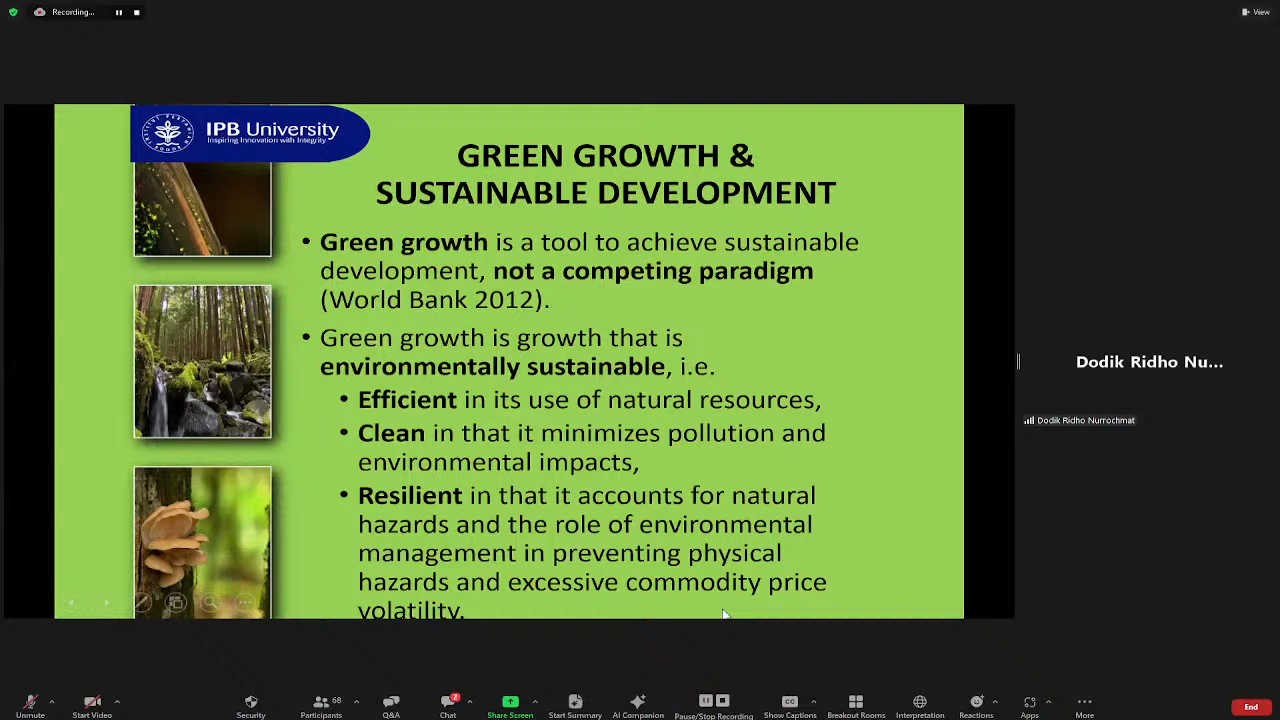 Recording...
View
IPB University
Inspiring Innovation with Integrity
GREEN GROWTH &
SUSTAINABLE DEVELOPMENT
• Green growth is a tool to achieve sustainable
development, not a competing paradigm
(World Bank 2012).
• Green growth is growth that is
environmentally sustainable, i.e.
• Efficient in its use of natural resources,
• Clean in that it minimizes pollution and
environmental impacts,
• Resilient in that it accounts for natural
hazards and the role of environmental
management in preventing physical
hazards and excessive commodity price
volatility.
Dodik Ridho Nu...
Dodik Ridho Nurrochmat
Unmute
Start Video
Security
Participants 68
Q&A
Chat 2
Share Screen
Start Summary
AI Companion
Pause/Stop Recording
CC Show Captions
Breakout Rooms
Interpretation
Reactions
Apps
More
End